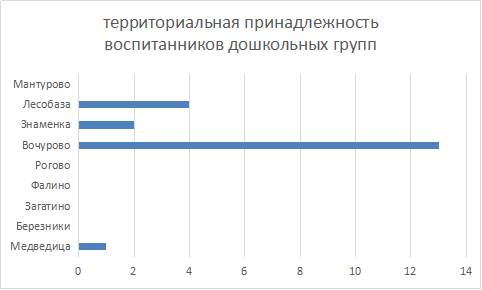 территориальная принадлежность
воспитанников дошкольных групп
Мантурово
Лесобаза
Знаменка
Вочурово
Рогово
Фалино
Загатино
Березники
Медведица
0 2 4 6 8 10 12 14